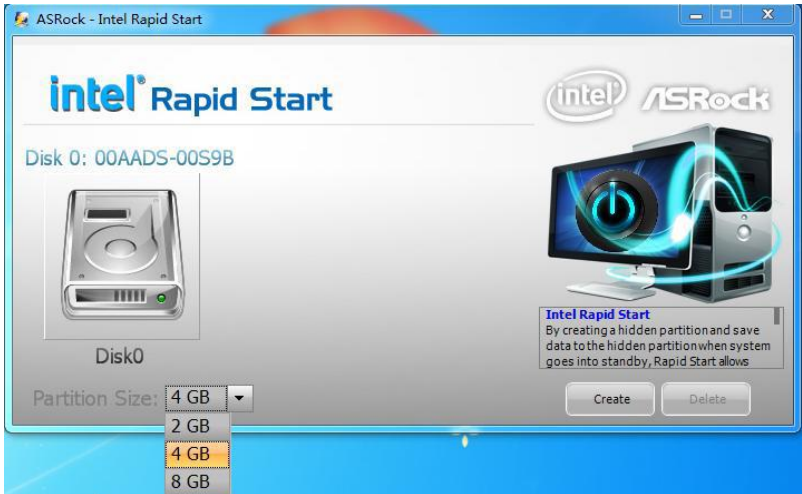 ASRock - Intel Rapid Start
intel® Rapid Start
intel ASRock
Disk 0: 00AADS-00S9B
Disk0
Intel Rapid Start
By creating a hidden partition and save
data to the hidden partition when system
goes into standby, Rapid Start allows
Partition Size: 4 GB
2 GB
4 GB
8 GB
Create
Delete